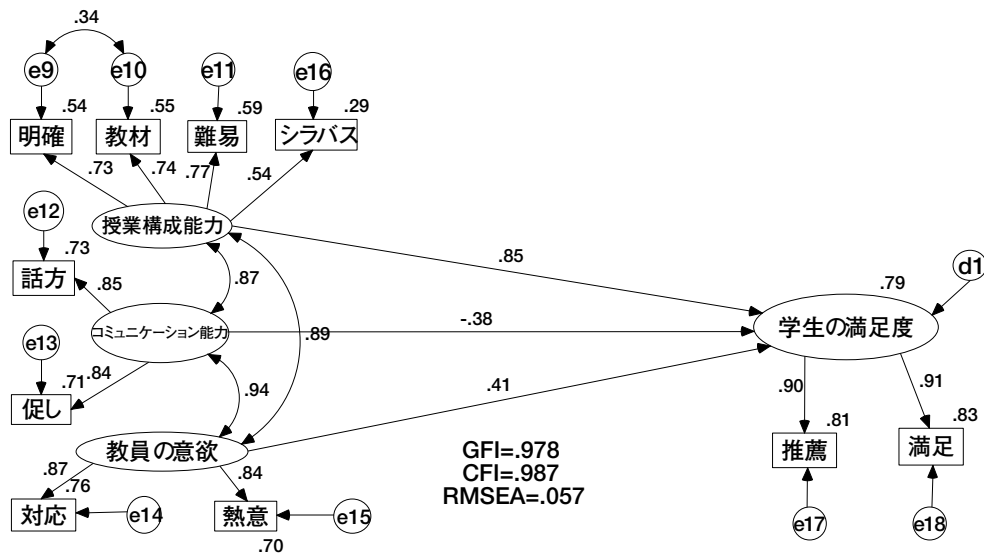 .34
e9
e10
e11
e16
.54
.55
.59
.29
明確
教材
難易
シラバス
.73
.74
.77
.54
e12
授業構成能力
.73
話方
.85
.87
.85
.79
d1
コミュニケーション能力
-.38
.89
学生の満足度
e13
.71
.84
促し
.94
.41
.90
.91
教員の意欲
.81
.83
推薦
満足
.87
.76
.84
GFI=.978
CFI=.987
RMSEA=.057
対応
e14
熱意
e15
.70
e17
e18